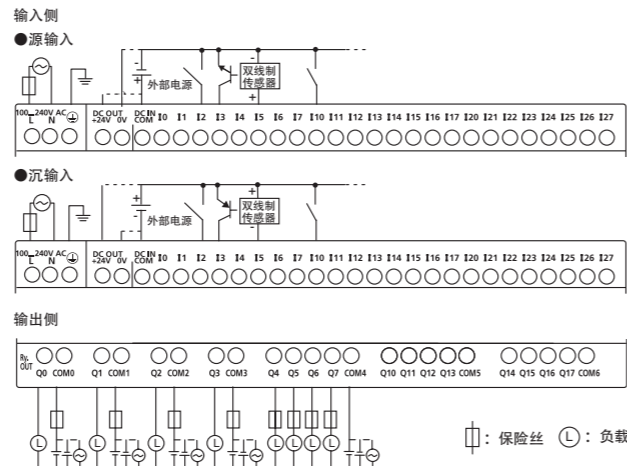 输入侧
●源输入
外部电源
双线制
传感器
- + - +
100_240V AC
L N
DC OUT
+24V 0V
DC IN
COM I0 I1 I2 I3 I4 I5 I6 I7 I10 I11 I12 I13 I14 I15 I16 I17 I20 I21 I22 I23 I24 I25 I26 I27
●沉输入
外部电源
双线制
传感器
+ - + -
100_240V AC
L N
DC OUT
+24V 0V
DC IN
COM I0 I1 I2 I3 I4 I5 I6 I7 I10 I11 I12 I13 I14 I15 I16 I17 I20 I21 I22 I23 I24 I25 I26 I27
输出侧
Ry.
OUT
Q0 COM0 Q1 COM1 Q2 COM2 Q3 COM3 Q4 Q5 Q6 Q7 COM4 Q10 Q11 Q12 Q13 COM5 Q14 Q15 Q16 Q17 COM6
L L L L L L L L
：保险丝 L ：负载